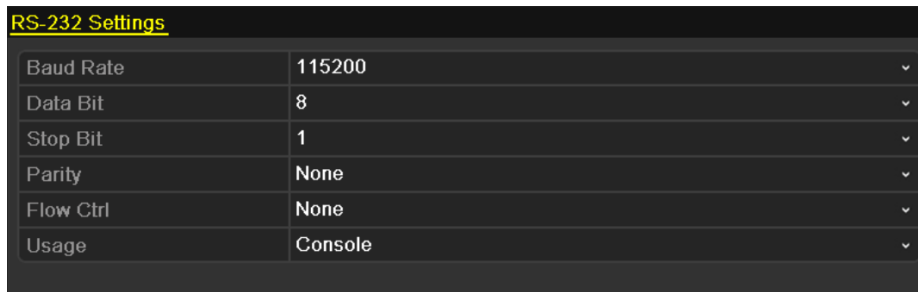 RS-232 Settings
Baud Rate 115200
Data Bit 8
Stop Bit 1
Parity None
Flow Ctrl None
Usage Console